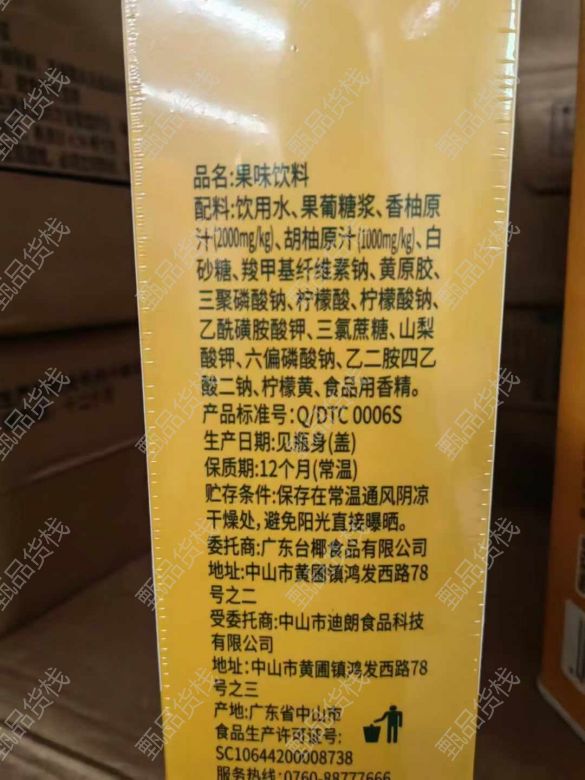 品名:果味饮料
配料:饮用水、果葡糖浆、香柚原
汁(2000mg/kg)、胡柚原汁(1000mg/kg)、白
砂糖、羧甲基纤维素钠、黄原胶、
三聚磷酸钠、柠檬酸、柠檬酸钠、
乙酰磺胺酸钾、三氯蔗糖、山梨
酸钾、六偏磷酸钠、乙二胺四乙
酸二钠、柠檬黄、食品用香精。
产品标准号:Q/DTC 0006S
生产日期:见瓶身(盖)
保质期:12个月(常温)
贮存条件:保存在常温通风阴凉
干燥处,避免阳光直接曝晒。
委托商:广东台椰食品有限公司
地址:中山市黄圃镇鸿发西路78
号之二
受委托商:中山市迪朗食品科技
有限公司
地址:中山市黄圃镇鸿发西路78
号之三
产地:广东省中山市
食品生产许可证号:
SC10644200008738
服务热线:0760-88777666
甄品货栈